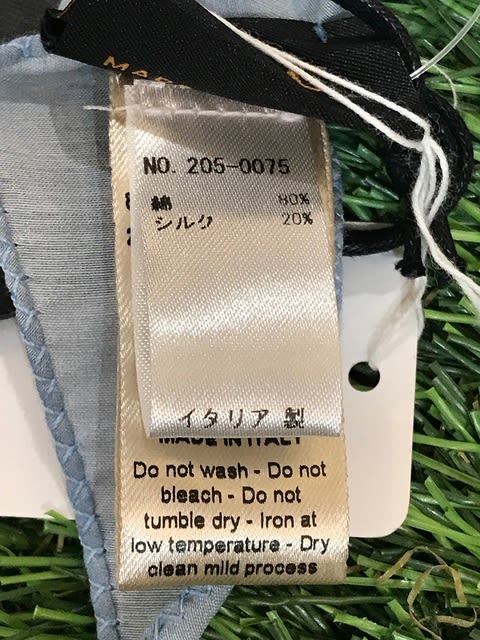 NO. 205-0075
綿 80%
シルク 20%
イタリア 製
MADE IN ITALY
Do not wash - Do not
bleach - Do not
tumble dry - Iron at
low temperature - Dry
clean mild process